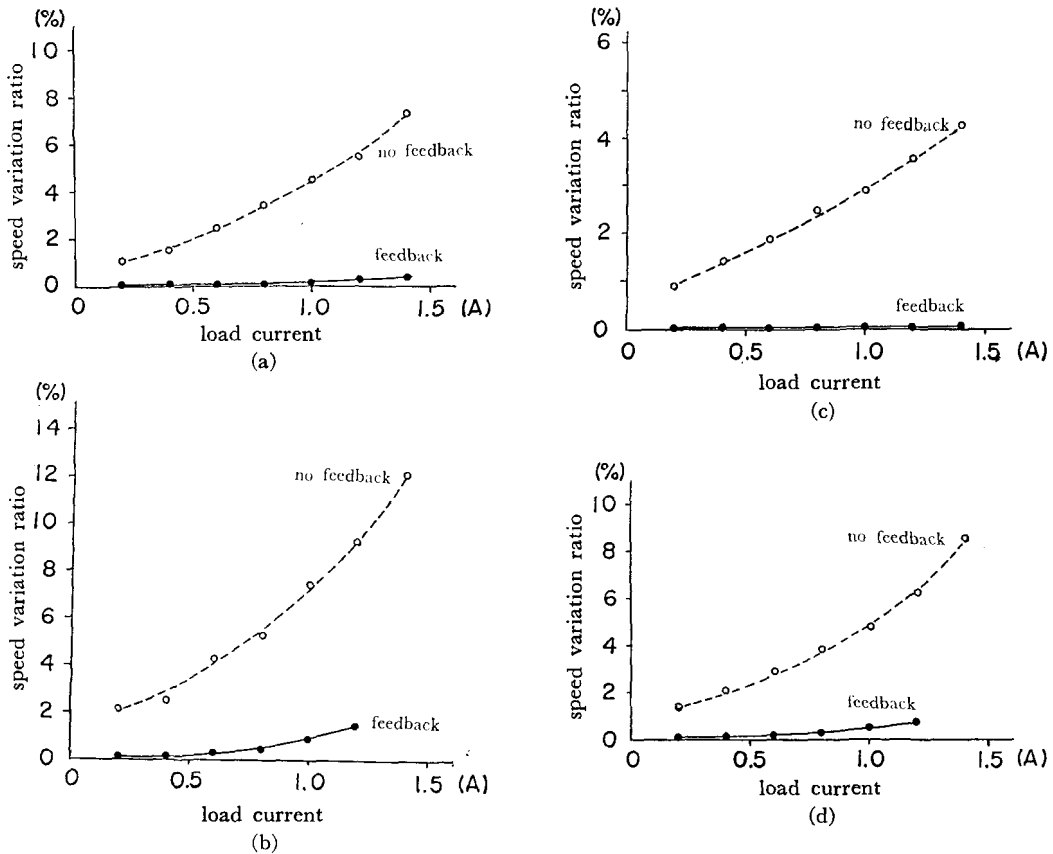 (%)
10
8
6
4
2
0
speed variation ratio
no feedback
feedback
0
0.5
1.0
1.5 (A)
load current
(a)
(%)
14
12
10
8
6
4
2
0
speed variation ratio
no feedback
feedback
0
0.5
1.0
1.5 (A)
load current
(b)
(%)
6
4
2
0
speed variation ratio
no feedback
feedback
0
0.5
1.0
1.5 (A)
load current
(c)
(%)
10
8
6
4
2
0
speed variation ratio
no feedback
feedback
0
0.5
1.0
1.5 (A)
load current
(d)